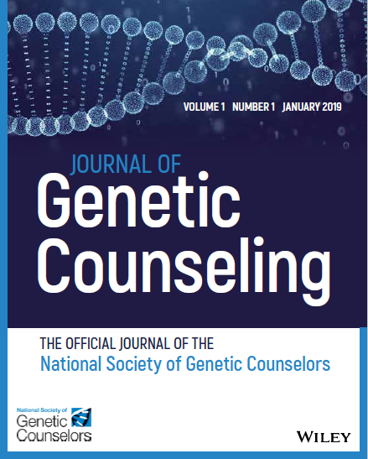 VOLUME 1 NUMBER 1 JANUARY 2019
JOURNAL OF
Genetic
Counseling
THE OFFICIAL JOURNAL OF THE
National Society of Genetic Counselors
National Society of
Genetic
Counselors
WILEY